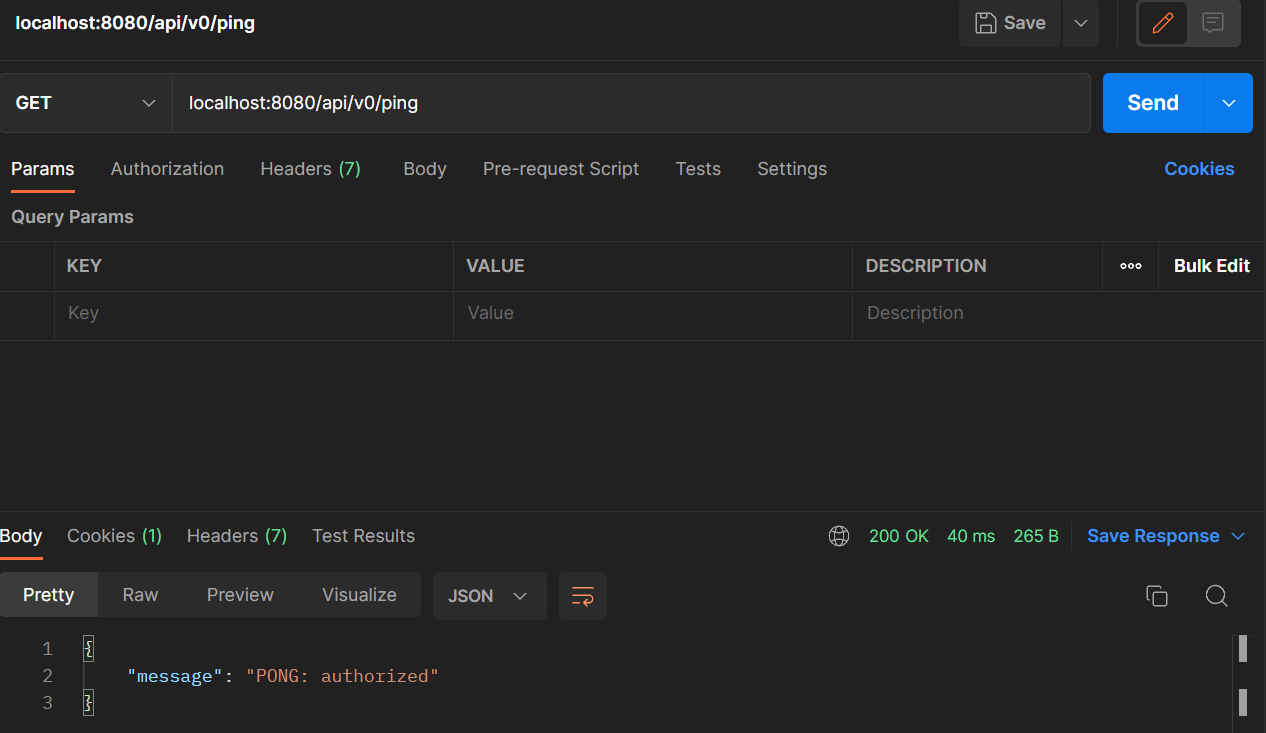 localhost:8080/api/v0/ping Save
GET localhost:8080/api/v0/ping Send
Params Authorization Headers (7) Body Pre-request Script Tests Settings Cookies
Query Params
KEY VALUE DESCRIPTION Bulk Edit
Key Value Description
Body Cookies (1) Headers (7) Test Results 200 OK 40 ms 265 B Save Response
Pretty Raw Preview Visualize JSON
1 {
2 "message": "PONG: authorized"
3 }